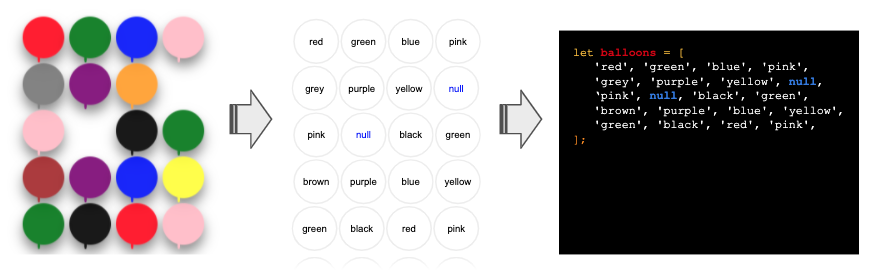 red green blue pink
grey purple yellow null
pink null black green
brown purple blue yellow
green black red pink
let balloons = [
'red', 'green', 'blue', 'pink',
'grey', 'purple', 'yellow', null,
'pink', null, 'black', 'green',
'brown', 'purple', 'blue', 'yellow',
'green', 'black', 'red', 'pink',
];